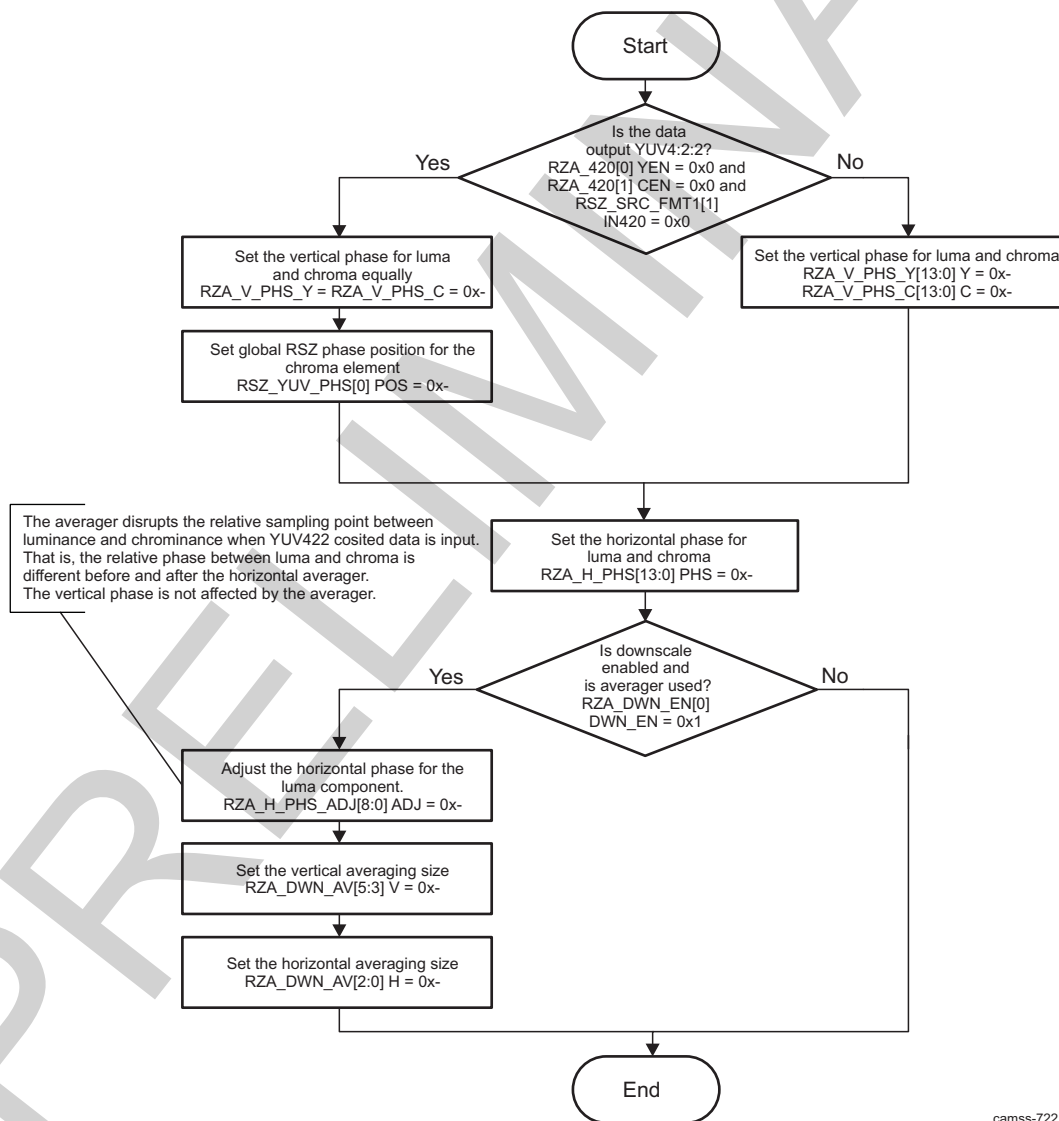 Start
Is the data
output YUV4:2:2?
RZA_420[0] YEN = 0x0 and
RZA_420[1] CEN = 0x0 and
RSZ_SRC_FMT1[1]
IN420 = 0x0
Yes
No
Set the vertical phase for luma
and chroma equally
RZA_V_PHS_Y = RZA_V_PHS_C = 0x-
Set the vertical phase for luma and chroma
RZA_V_PHS_Y[13:0] Y = 0x-
RZA_V_PHS_C[13:0] C = 0x-
Set global RSZ phase position for the
chroma element
RSZ_YUV_PHS[0] POS = 0x-
The averager disrupts the relative sampling point between
luminance and chrominance when YUV422 cosited data is input.
That is, the relative phase between luma and chroma is
different before and after the horizontal averager.
The vertical phase is not affected by the averager.
Set the horizontal phase for
luma and chroma
RZA_H_PHS[13:0] PHS = 0x-
Is downscale
enabled and
is averager used?
RZA_DWN_EN[0]
DWN_EN = 0x1
Yes
No
Adjust the horizontal phase for the
luma component.
RZA_H_PHS_ADJ[8:0] ADJ = 0x-
Set the vertical averaging size
RZA_DWN_AV[5:3] V = 0x-
Set the horizontal averaging size
RZA_DWN_AV[2:0] H = 0x-
End
camss-722
PRELIMINA